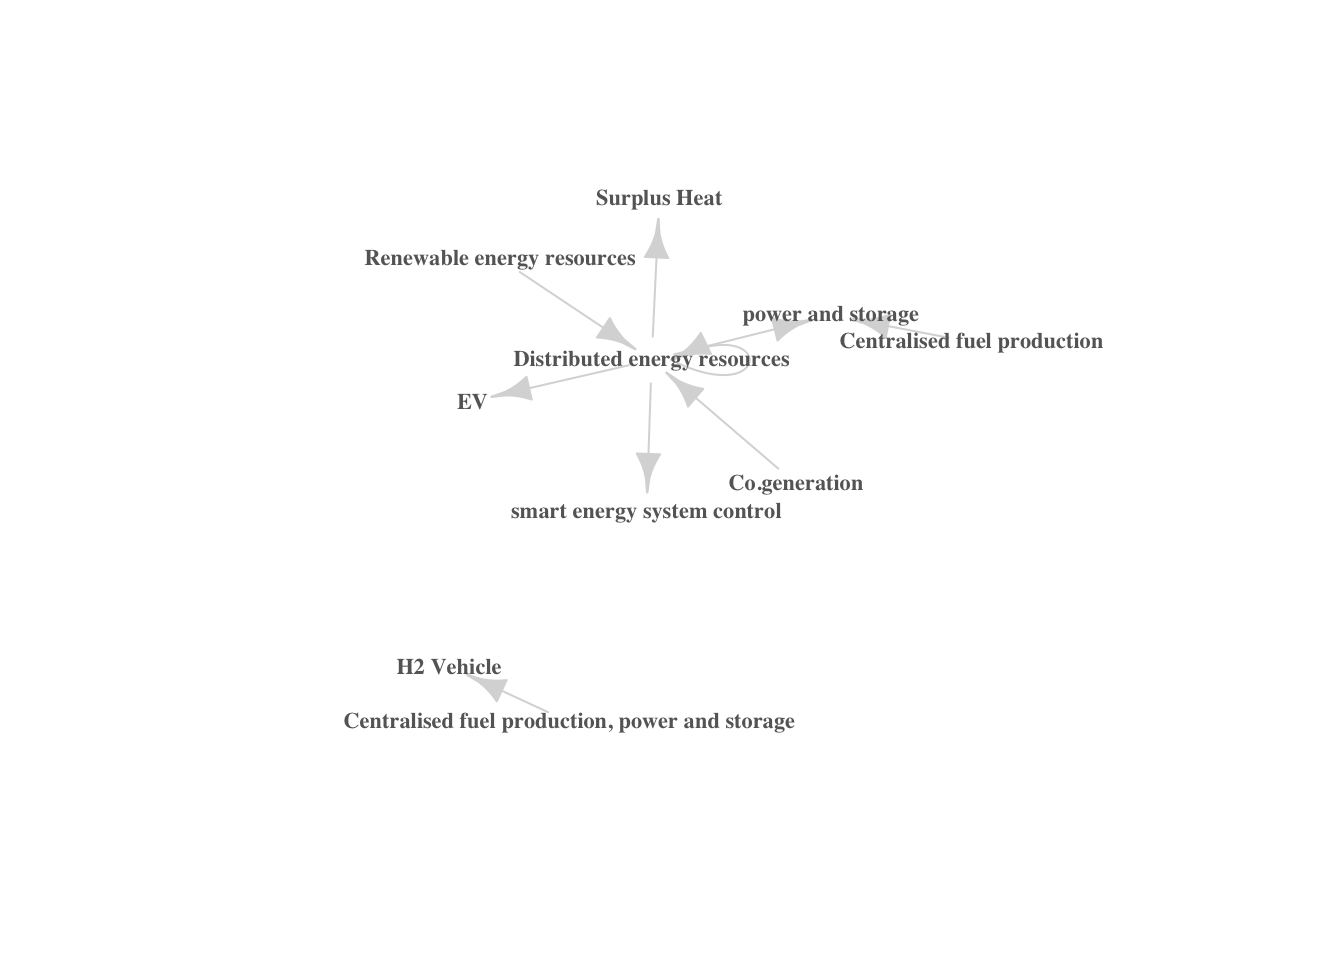 Surplus Heat
Renewable energy resources
power and storage
Centralised fuel production
Distributed energy resources
EV
Co.generation
smart energy system control
H2 Vehicle
Centralised fuel production, power and storage